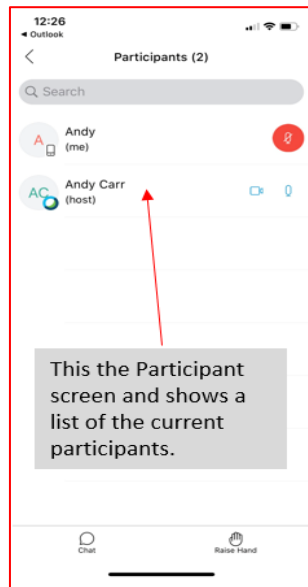 12:26
◄ Outlook
Participants (2)
Search
A
Andy
(me)
AC
Andy Carr
(host)
This the Participant
screen and shows a
list of the current
participants.
Chat
Raise Hand